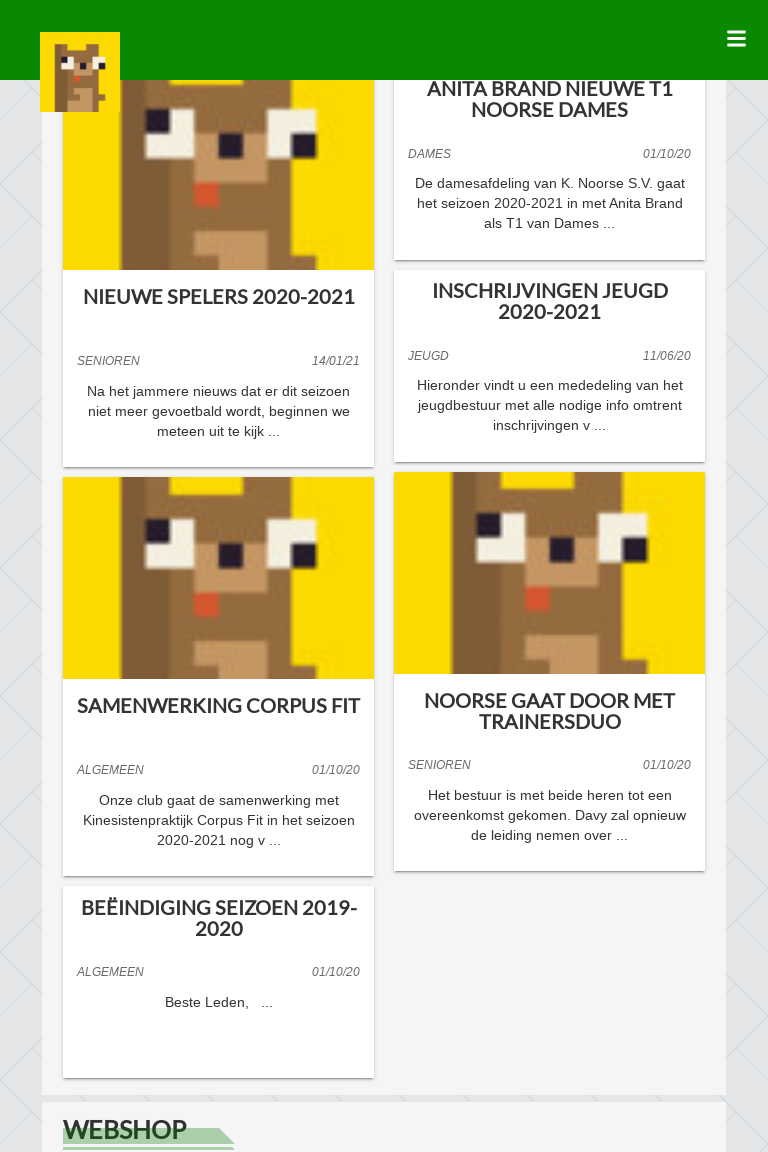 NIEUWE SPELERS 2020-2021
SENIOREN 14/01/21
Na het jammere nieuws dat er dit seizoen
niet meer gevoetbald wordt, beginnen we
meteen uit te kijk ...
SAMENWERKING CORPUS FIT
ALGEMEEN 01/10/20
Onze club gaat de samenwerking met
Kinesistenpraktijk Corpus Fit in het seizoen
2020-2021 nog v ...
BEËINDIGING SEIZOEN 2019-
2020
ALGEMEEN 01/10/20
Beste Leden,   ...
ANITA BRAND NIEUWE T1
NOORSE DAMES
DAMES 01/10/20
De damesafdeling van K. Noorse S.V. gaat
het seizoen 2020-2021 in met Anita Brand
als T1 van Dames ...
INSCHRIJVINGEN JEUGD
2020-2021
JEUGD 11/06/20
Hieronder vindt u een mededeling van het
jeugdbestuur met alle nodige info omtrent
inschrijvingen v ...
NOORSE GAAT DOOR MET
TRAINERSDUO
SENIOREN 01/10/20
Het bestuur is met beide heren tot een
overeenkomst gekomen. Davy zal opnieuw
de leiding nemen over ...
WEBSHOP